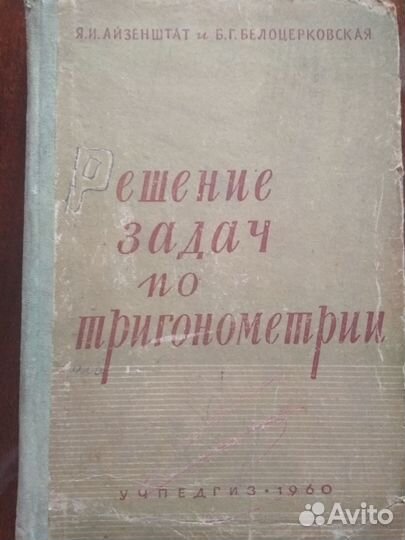 Я.И. АЙЗЕНШТАТ и Б.Г. БЕЛОЦЕРКОВСКАЯ
Решение
задач
по
тригонометрии
УЧПЕДГИЗ • 1960
Avito